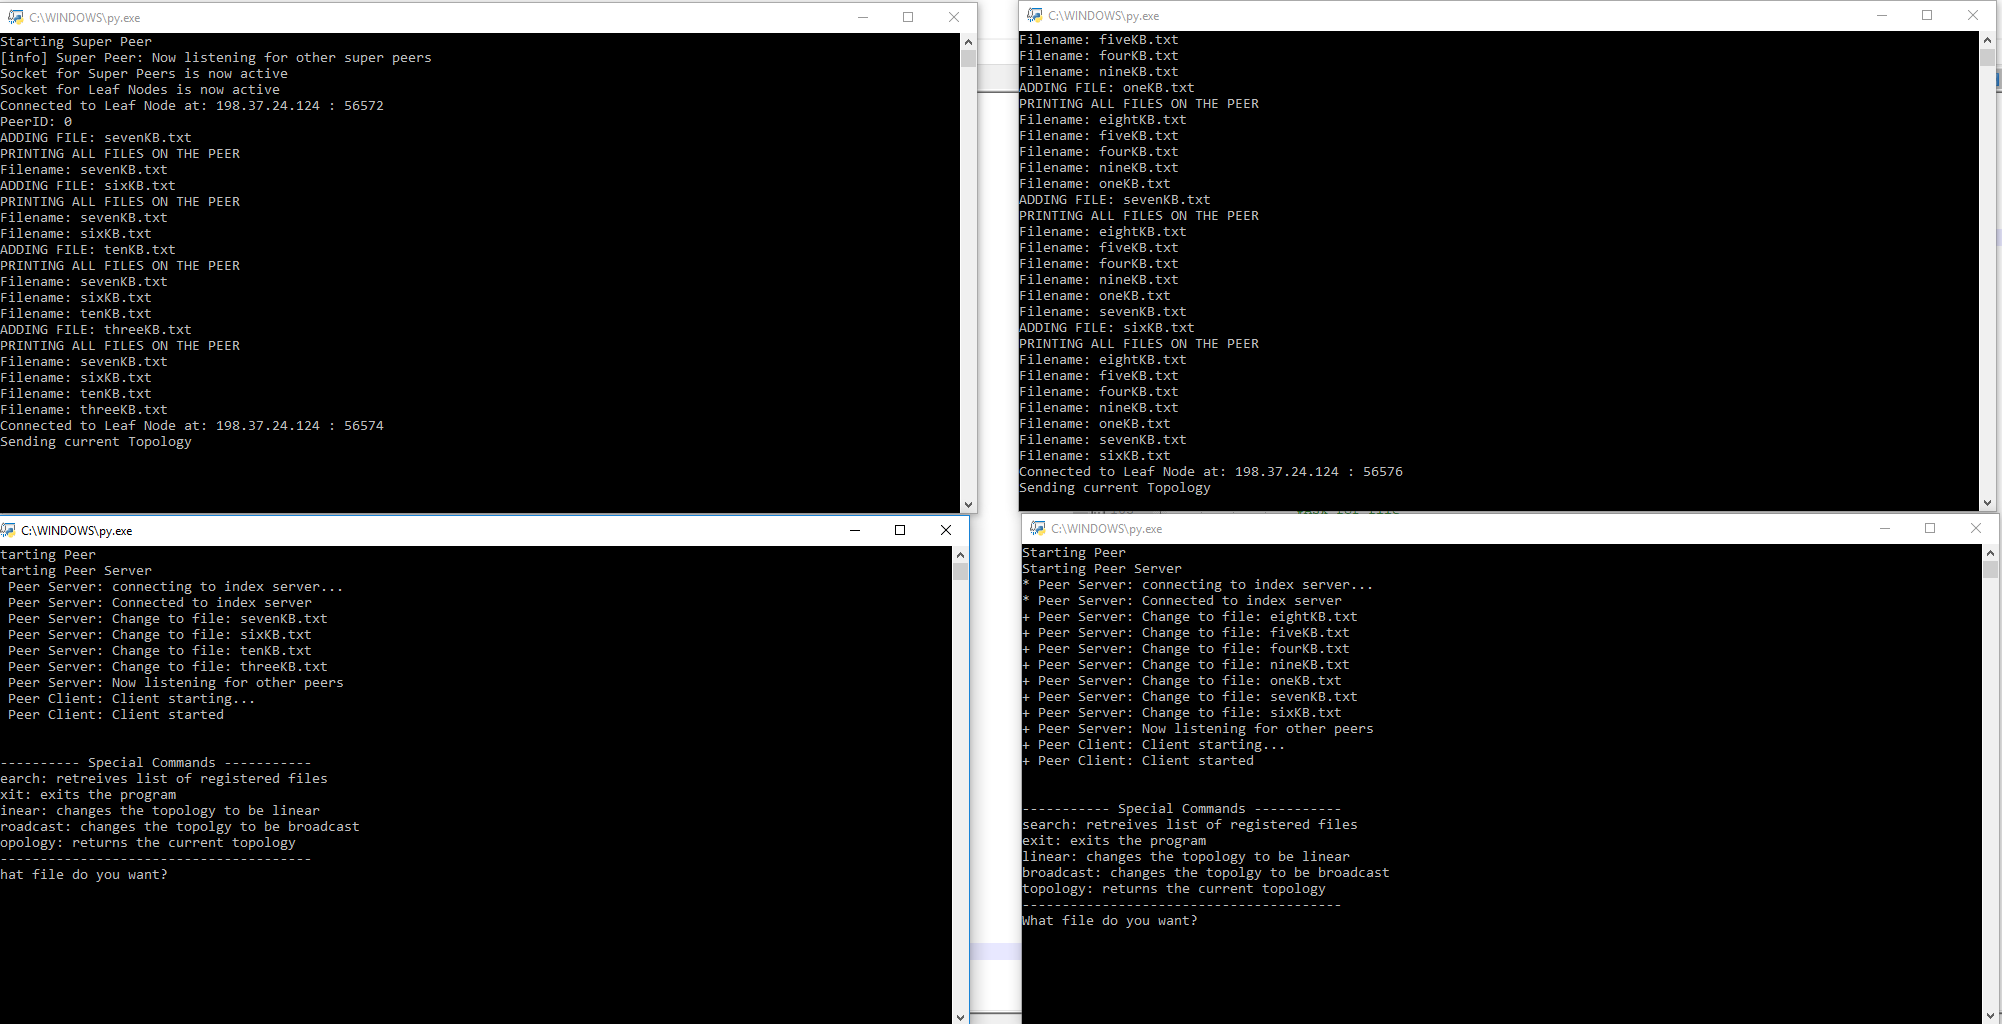 C:\WINDOWS\py.exe
Starting Super Peer
[info] Super Peer: Now listening for other super peers
Socket for Super Peers is now active
Socket for Leaf Nodes is now active
Connected to Leaf Node at: 198.37.24.124 : 56572
PeerID: 0
ADDING FILE: sevenKB.txt
PRINTING ALL FILES ON THE PEER
Filename: sevenKB.txt
ADDING FILE: sixKB.txt
PRINTING ALL FILES ON THE PEER
Filename: sevenKB.txt
Filename: sixKB.txt
ADDING FILE: tenKB.txt
PRINTING ALL FILES ON THE PEER
Filename: sevenKB.txt
Filename: sixKB.txt
Filename: tenKB.txt
ADDING FILE: threeKB.txt
PRINTING ALL FILES ON THE PEER
Filename: sevenKB.txt
Filename: sixKB.txt
Filename: tenKB.txt
Filename: threeKB.txt
Connected to Leaf Node at: 198.37.24.124 : 56574
Sending current Topology
C:\WINDOWS\py.exe
Filename: fiveKB.txt
Filename: fourKB.txt
Filename: nineKB.txt
ADDING FILE: oneKB.txt
PRINTING ALL FILES ON THE PEER
Filename: eightKB.txt
Filename: fiveKB.txt
Filename: fourKB.txt
Filename: nineKB.txt
Filename: oneKB.txt
ADDING FILE: sevenKB.txt
PRINTING ALL FILES ON THE PEER
Filename: eightKB.txt
Filename: fiveKB.txt
Filename: fourKB.txt
Filename: nineKB.txt
Filename: oneKB.txt
Filename: sevenKB.txt
ADDING FILE: sixKB.txt
PRINTING ALL FILES ON THE PEER
Filename: eightKB.txt
Filename: fiveKB.txt
Filename: fourKB.txt
Filename: nineKB.txt
Filename: oneKB.txt
Filename: sevenKB.txt
Filename: sixKB.txt
Connected to Leaf Node at: 198.37.24.124 : 56576
Sending current Topology
C:\WINDOWS\py.exe
tarting Peer
tarting Peer Server
Peer Server: connecting to index server...
Peer Server: Connected to index server
Peer Server: Change to file: sevenKB.txt
Peer Server: Change to file: sixKB.txt
Peer Server: Change to file: tenKB.txt
Peer Server: Change to file: threeKB.txt
Peer Server: Now listening for other peers
Peer Client: Client starting...
Peer Client: Client started
---------- Special Commands -----------
earch: retreives list of registered files
xit: exits the program
inear: changes the topology to be linear
roadcast: changes the topolgy to be broadcast
opology: returns the current topology
---------------------------------------
hat file do you want?
C:\WINDOWS\py.exe
Starting Peer
Starting Peer Server
* Peer Server: connecting to index server...
* Peer Server: Connected to index server
+ Peer Server: Change to file: eightKB.txt
+ Peer Server: Change to file: fiveKB.txt
+ Peer Server: Change to file: fourKB.txt
+ Peer Server: Change to file: nineKB.txt
+ Peer Server: Change to file: oneKB.txt
+ Peer Server: Change to file: sevenKB.txt
+ Peer Server: Change to file: sixKB.txt
+ Peer Server: Now listening for other peers
+ Peer Client: Client starting...
+ Peer Client: Client started
----------- Special Commands -----------
search: retreives list of registered files
exit: exits the program
linear: changes the topology to be linear
broadcast: changes the topolgy to be broadcast
topology: returns the current topology
----------------------------------------
What file do you want?